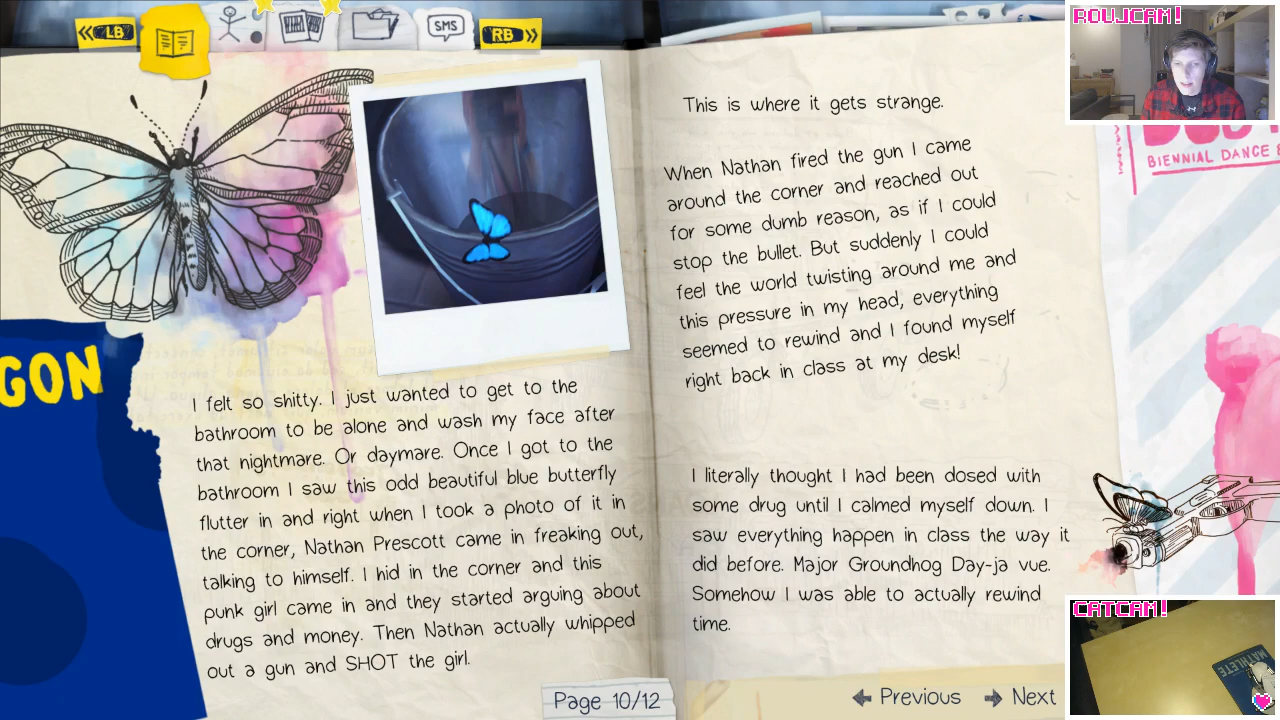 LB
SMS
RB
ROUJCAM!
BIENNIAL DANCE &
GON
I felt so shitty. I just wanted to get to the
bathroom to be alone and wash my face after
that nightmare. Or daymare. Once I got to the
bathroom I saw this odd beautiful blue butterfly
flutter in and right when I took a photo of it in
the corner, Nathan Prescott came in freaking out,
talking to himself. I hid in the corner and this
punk girl came in and they started arguing about
drugs and money. Then Nathan actually whipped
out a gun and SHOT the girl.
This is where it gets strange.
When Nathan fired the gun I came
around the corner and reached out
for some dumb reason, as if I could
stop the bullet. But suddenly I could
feel the world twisting around me and
this pressure in my head, everything
seemed to rewind and I found myself
right back in class at my desk!
I literally thought I had been dosed with
some drug until I calmed myself down. I
saw everything happen in class the way it
did before. Major Groundhog Day-ja vue.
Somehow I was able to actually rewind
time.
CATCAM!
MATHLETE
Page 10/12
Previous
Next